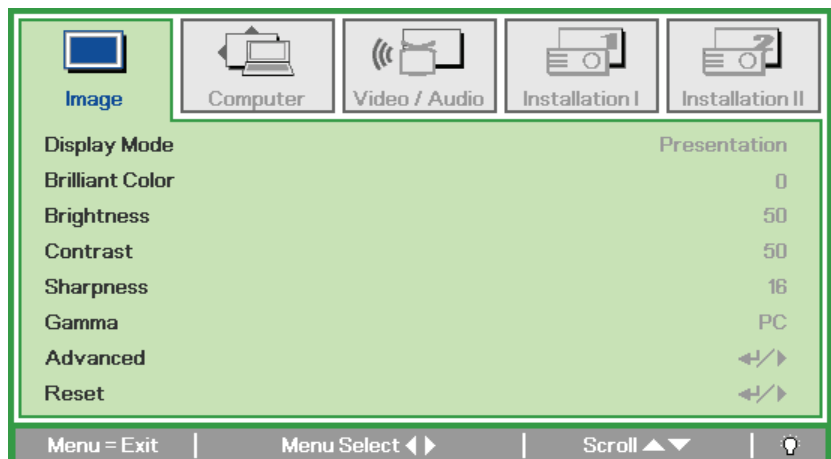 Image Computer Video / Audio Installation I Installation II
Display Mode Presentation
Brilliant Color 0
Brightness 50
Contrast 50
Sharpness 16
Gamma PC
Advanced ↵/▶
Reset ↵/▶
Menu = Exit | Menu Select ◀▶ | Scroll ▲▼ |